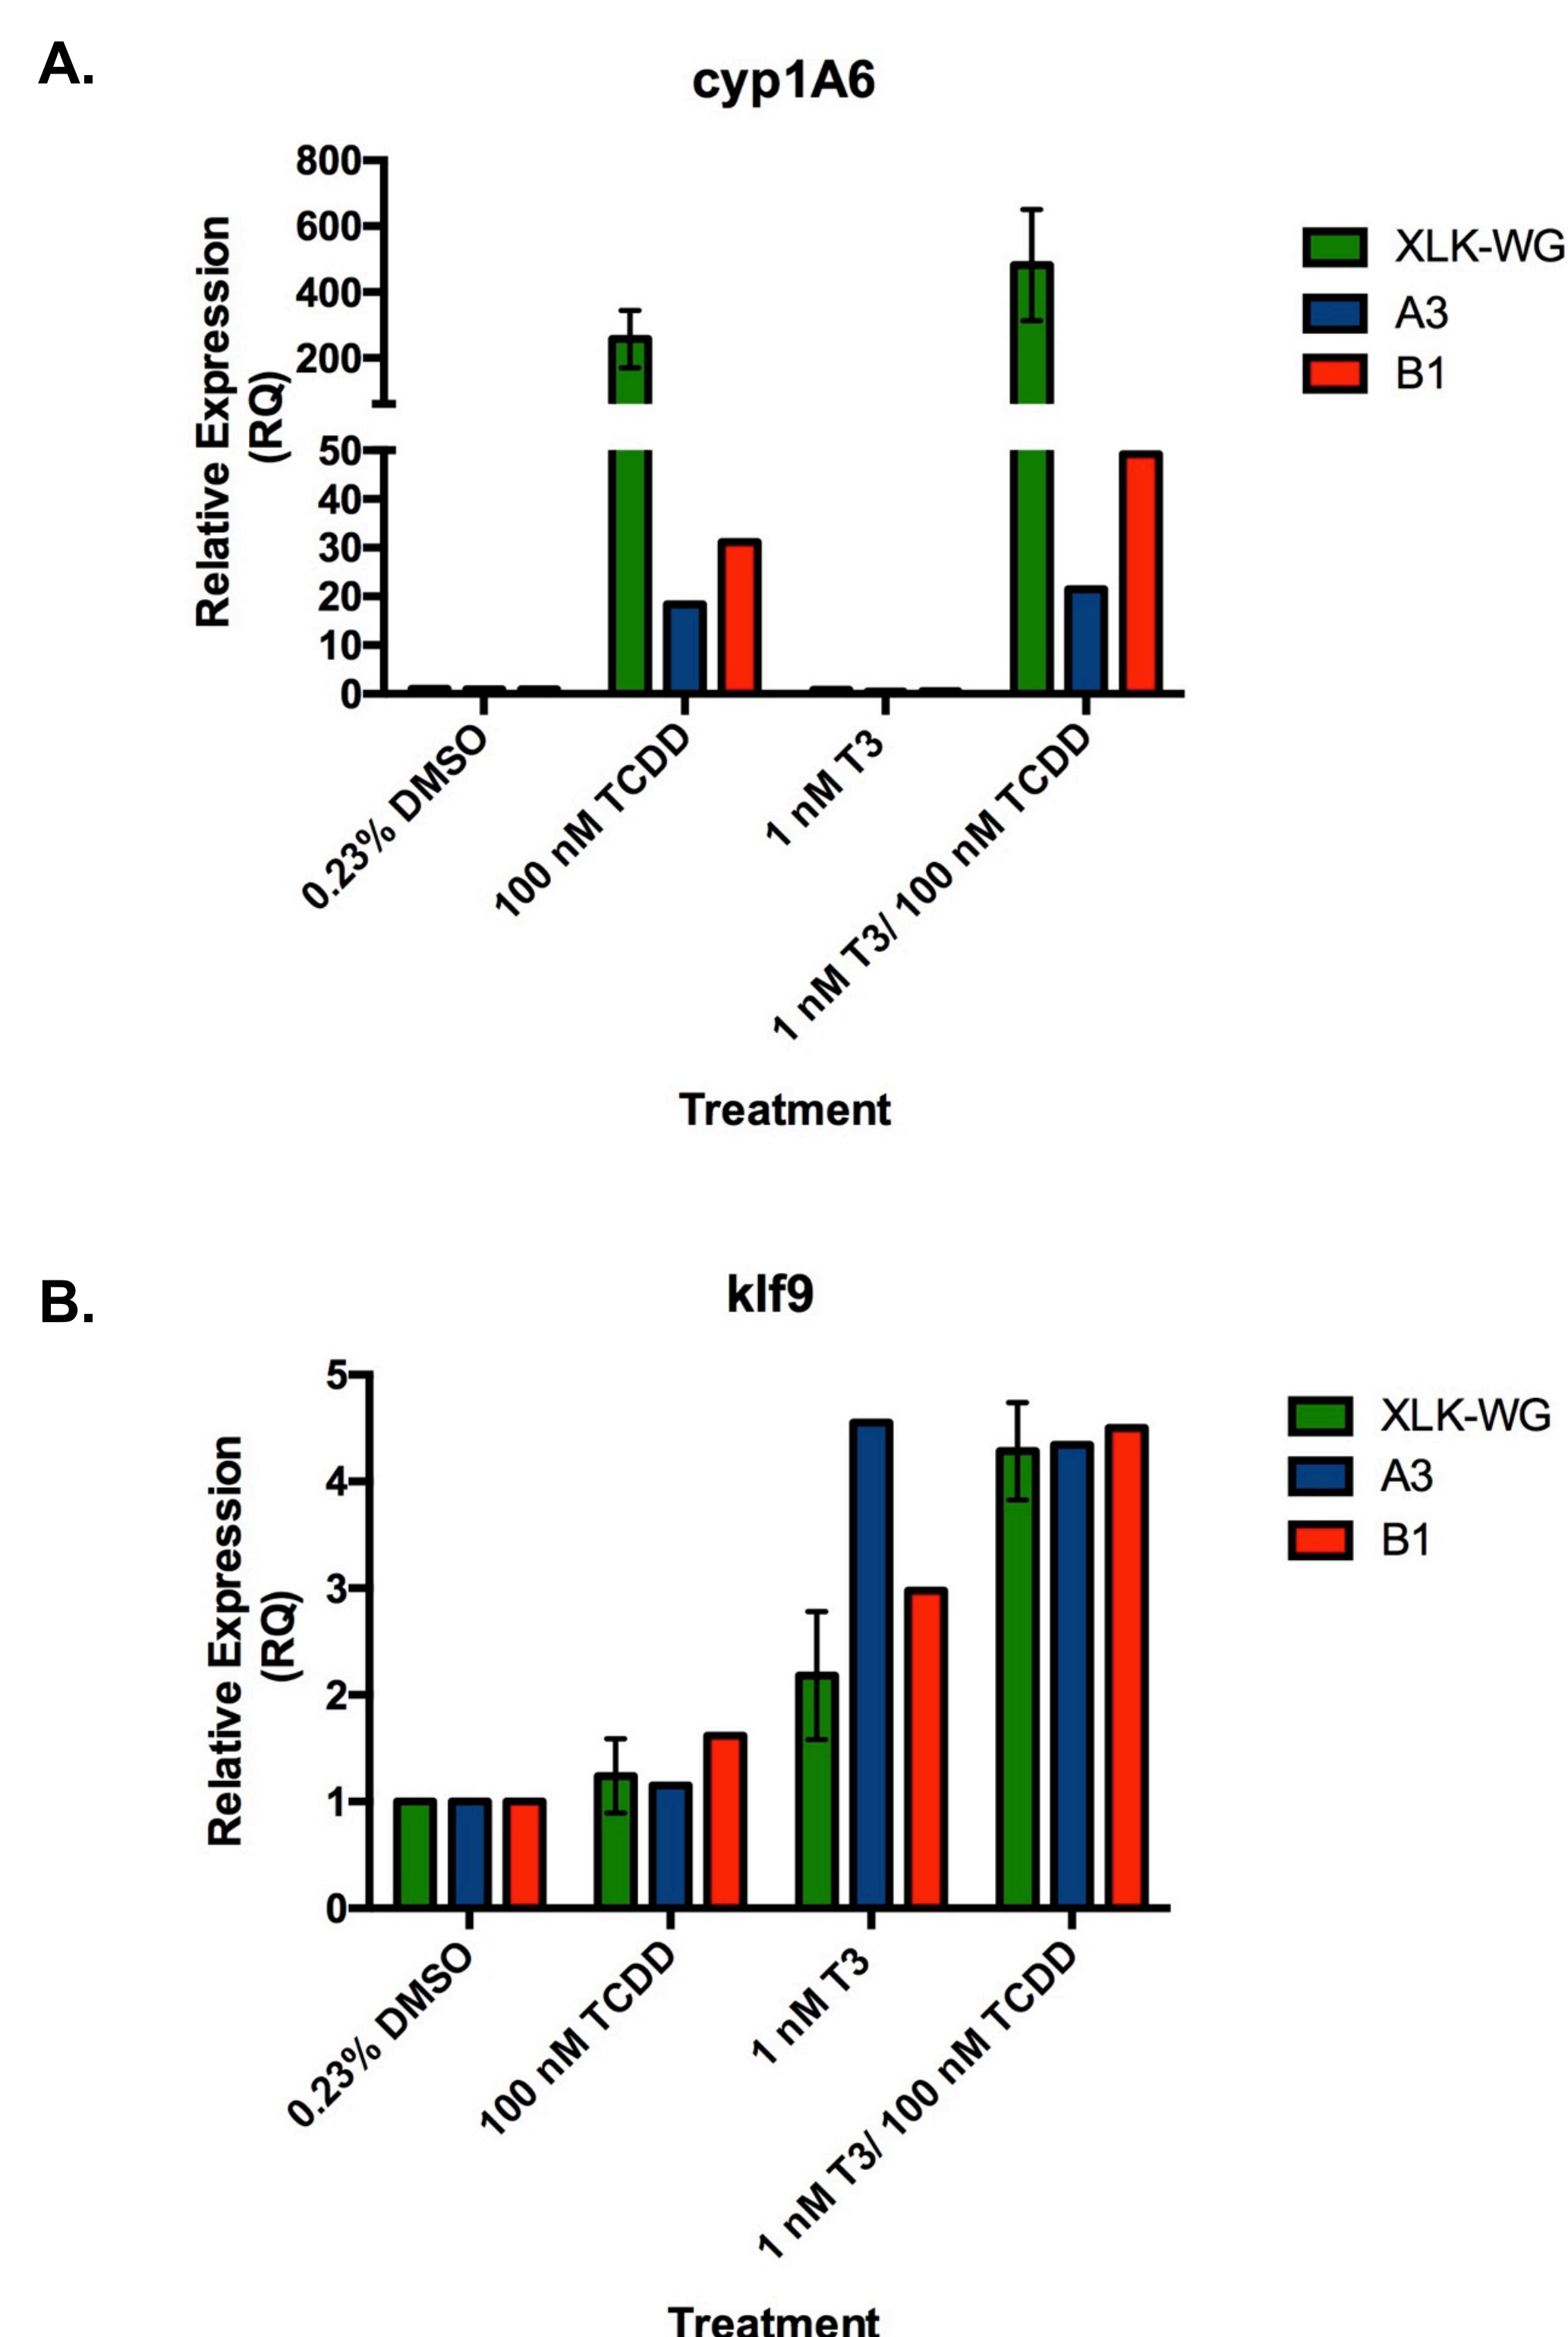 A.
cyp1A6
Relative Expression
(RQ)
800
600
400
200
50
40
30
20
10
0
0.23% DMSO
100 nM TCDD
1 nM T3
1 nM T3/ 100 nM TCDD
Treatment
XLK-WG
A3
B1
B.
klf9
Relative Expression
(RQ)
5
4
3
2
1
0
0.23% DMSO
100 nM TCDD
1 nM T3
1 nM T3/ 100 nM TCDD
Treatment
XLK-WG
A3
B1